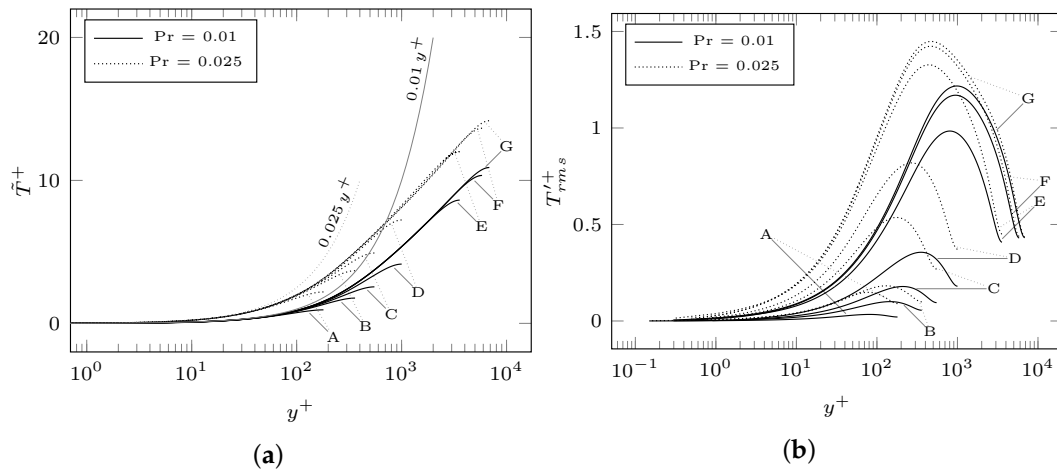 Pr = 0.01
Pr = 0.025
0.01 y+
0.025 y+
20
10
0
T̃+
A
B
C
D
E
F
G
10^0
10^1
10^2
10^3
10^4
y+
(a)
Pr = 0.01
Pr = 0.025
1.5
1
0.5
0
T'^+_rms
A
G
F
E
D
C
B
10^−1
10^0
10^1
10^2
10^3
10^4
y+
(b)